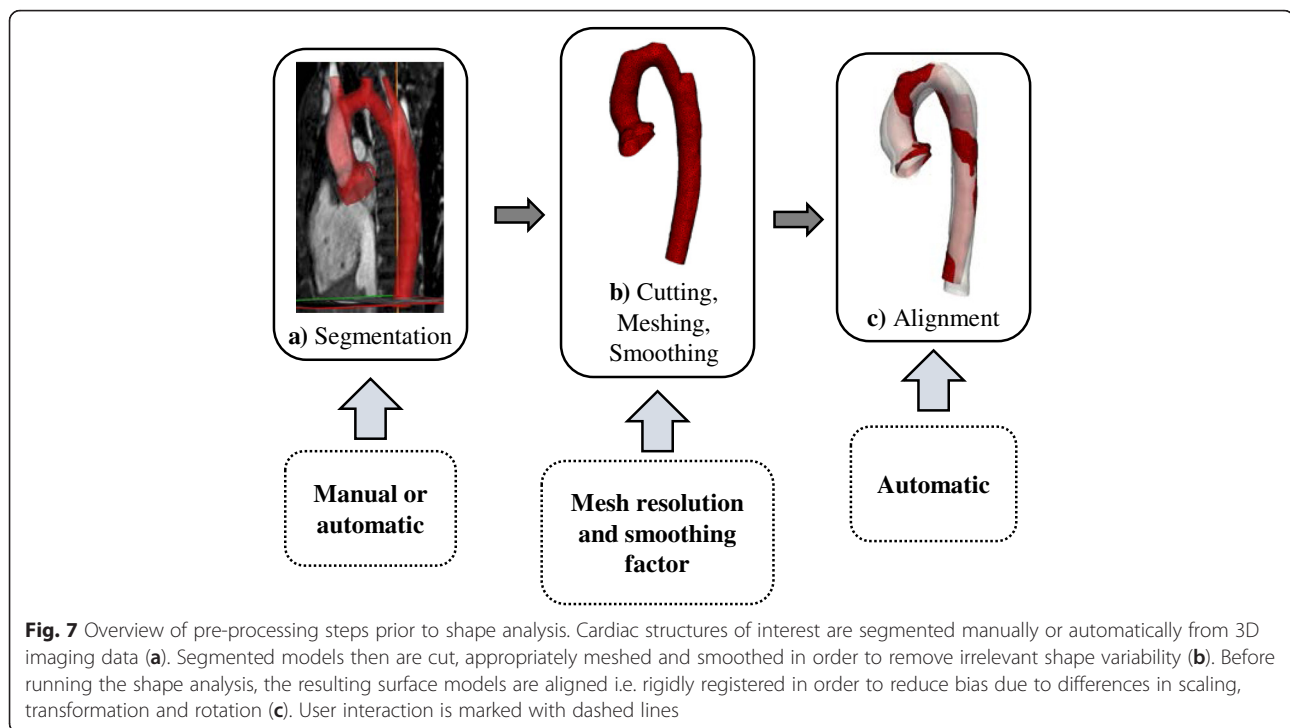 a) Segmentation
b) Cutting,
Meshing,
Smoothing
c) Alignment
Manual or
automatic
Mesh resolution
and smoothing
factor
Automatic
Fig. 7 Overview of pre-processing steps prior to shape analysis. Cardiac structures of interest are segmented manually or automatically from 3D
imaging data (a). Segmented models then are cut, appropriately meshed and smoothed in order to remove irrelevant shape variability (b). Before
running the shape analysis, the resulting surface models are aligned i.e. rigidly registered in order to reduce bias due to differences in scaling,
transformation and rotation (c). User interaction is marked with dashed lines